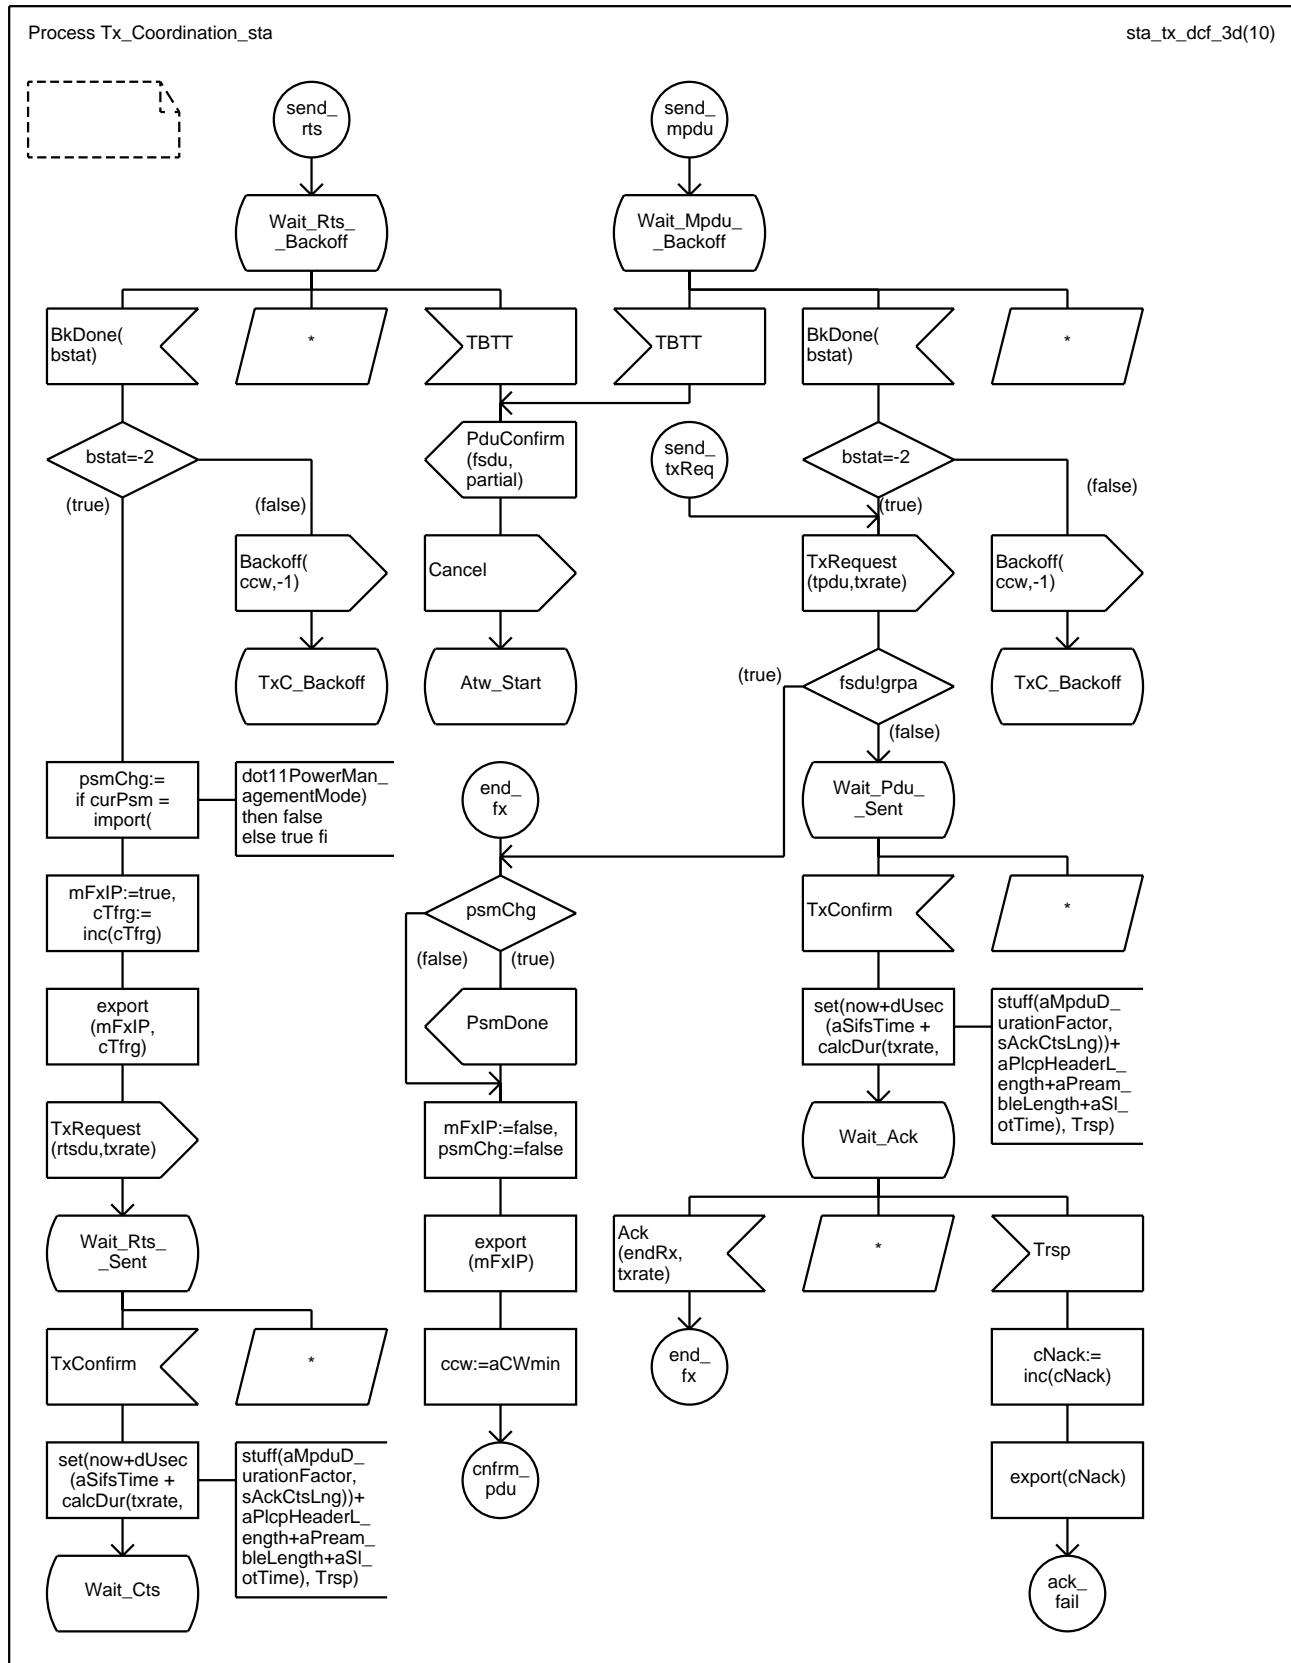 Process Tx_Coordination_sta
sta_tx_dcf_3d(10)
send_
rts
send_
mpdu
Wait_Rts_
_Backoff
Wait_Mpdu_
_Backoff
BkDone(
bstat)
*
TBTT
TBTT
BkDone(
bstat)
*
bstat=-2
PduConfirm
(fsdu,
partial)
send_
txReq
bstat=-2
(true)
(false)
(true)
(false)
Backoff(
ccw,-1)
Cancel
TxRequest
(tpdu,txrate)
Backoff(
ccw,-1)
TxC_Backoff
Atw_Start
(true)
fsdu!grpa
TxC_Backoff
(false)
psmChg:=
if curPsm =
import(
dot11PowerMan_
agementMode)
then false
else true fi
end_
fx
Wait_Pdu_
_Sent
mFxIP:=true,
cTfrg:=
inc(cTfrg)
psmChg
TxConfirm
*
(false)
(true)
export
(mFxIP,
cTfrg)
PsmDone
set(now+dUsec
(aSifsTime +
calcDur(txrate,
stuff(aMpduD_
urationFactor,
sAckCtsLng))+
aPlcpHeaderL_
ength+aPream_
bleLength+aSl_
otTime), Trsp)
TxRequest
(rtsdu,txrate)
mFxIP:=false,
psmChg:=false
Wait_Ack
Wait_Rts_
_Sent
export
(mFxIP)
Ack
(endRx,
txrate)
*
Trsp
TxConfirm
*
ccw:=aCWmin
end_
fx
cNack:=
inc(cNack)
set(now+dUsec
(aSifsTime +
calcDur(txrate,
stuff(aMpduD_
urationFactor,
sAckCtsLng))+
aPlcpHeaderL_
ength+aPream_
bleLength+aSl_
otTime), Trsp)
cnfrm_
pdu
export(cNack)
Wait_Cts
ack_
fail